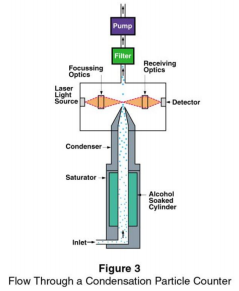 Pump
Filter
Focussing
Optics
Receiving
Optics
Laser
Light
Source
Detector
Condenser
Saturator
Alcohol
Soaked
Cylinder
Inlet
Figure 3
Flow Through a Condensation Particle Counter